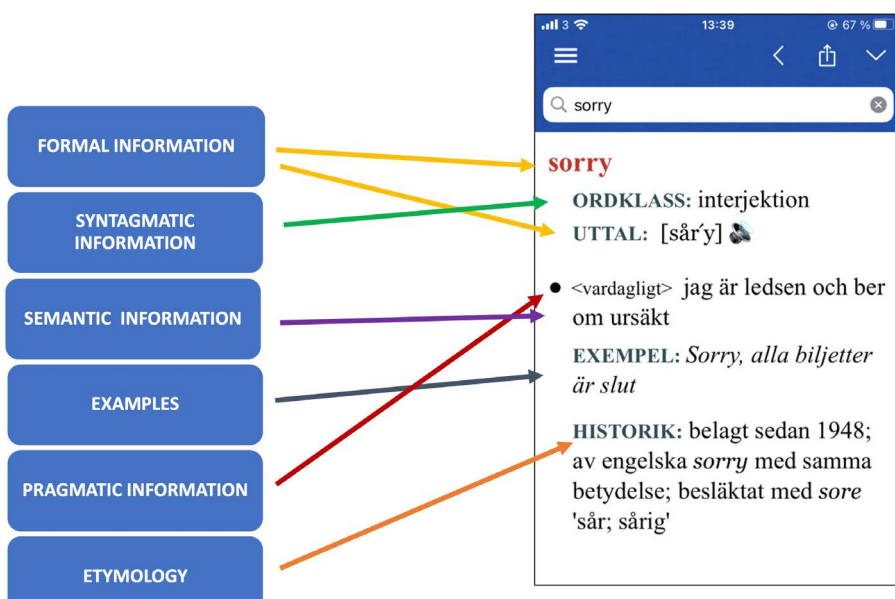 FORMAL INFORMATION
SYNTAGMATIC
INFORMATION
SEMANTIC INFORMATION
EXAMPLES
PRAGMATIC INFORMATION
ETYMOLOGY
3 13:39 67 %
sorry
sorry
ORDKLASS: interjektion
UTTAL: [sår´y]
● <vardagligt> jag är ledsen och ber
om ursäkt
EXEMPEL: Sorry, alla biljetter
är slut
HISTORIK: belagt sedan 1948;
av engelska sorry med samma
betydelse; besläktat med sore
'sår; sårig'